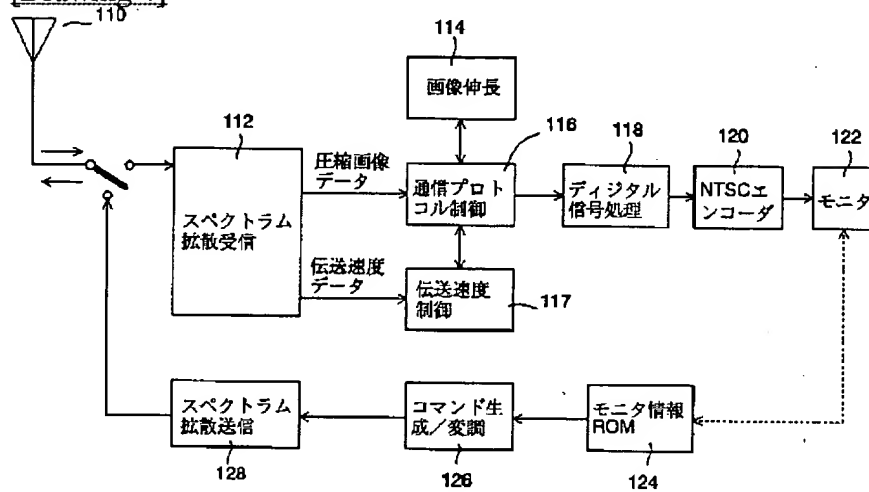 110
114
画像伸長
112
116
118
120
122
圧縮画像
データ
通信プロト
コル制御
ディジタル
信号処理
NTSCエ
ンコーダ
モニタ
スペクトラム
拡散受信
伝送速度
データ
伝送速度
制御
117
スペクトラム
拡散送信
コマンド生
成／変調
モニタ情報
ROM
128
126
124